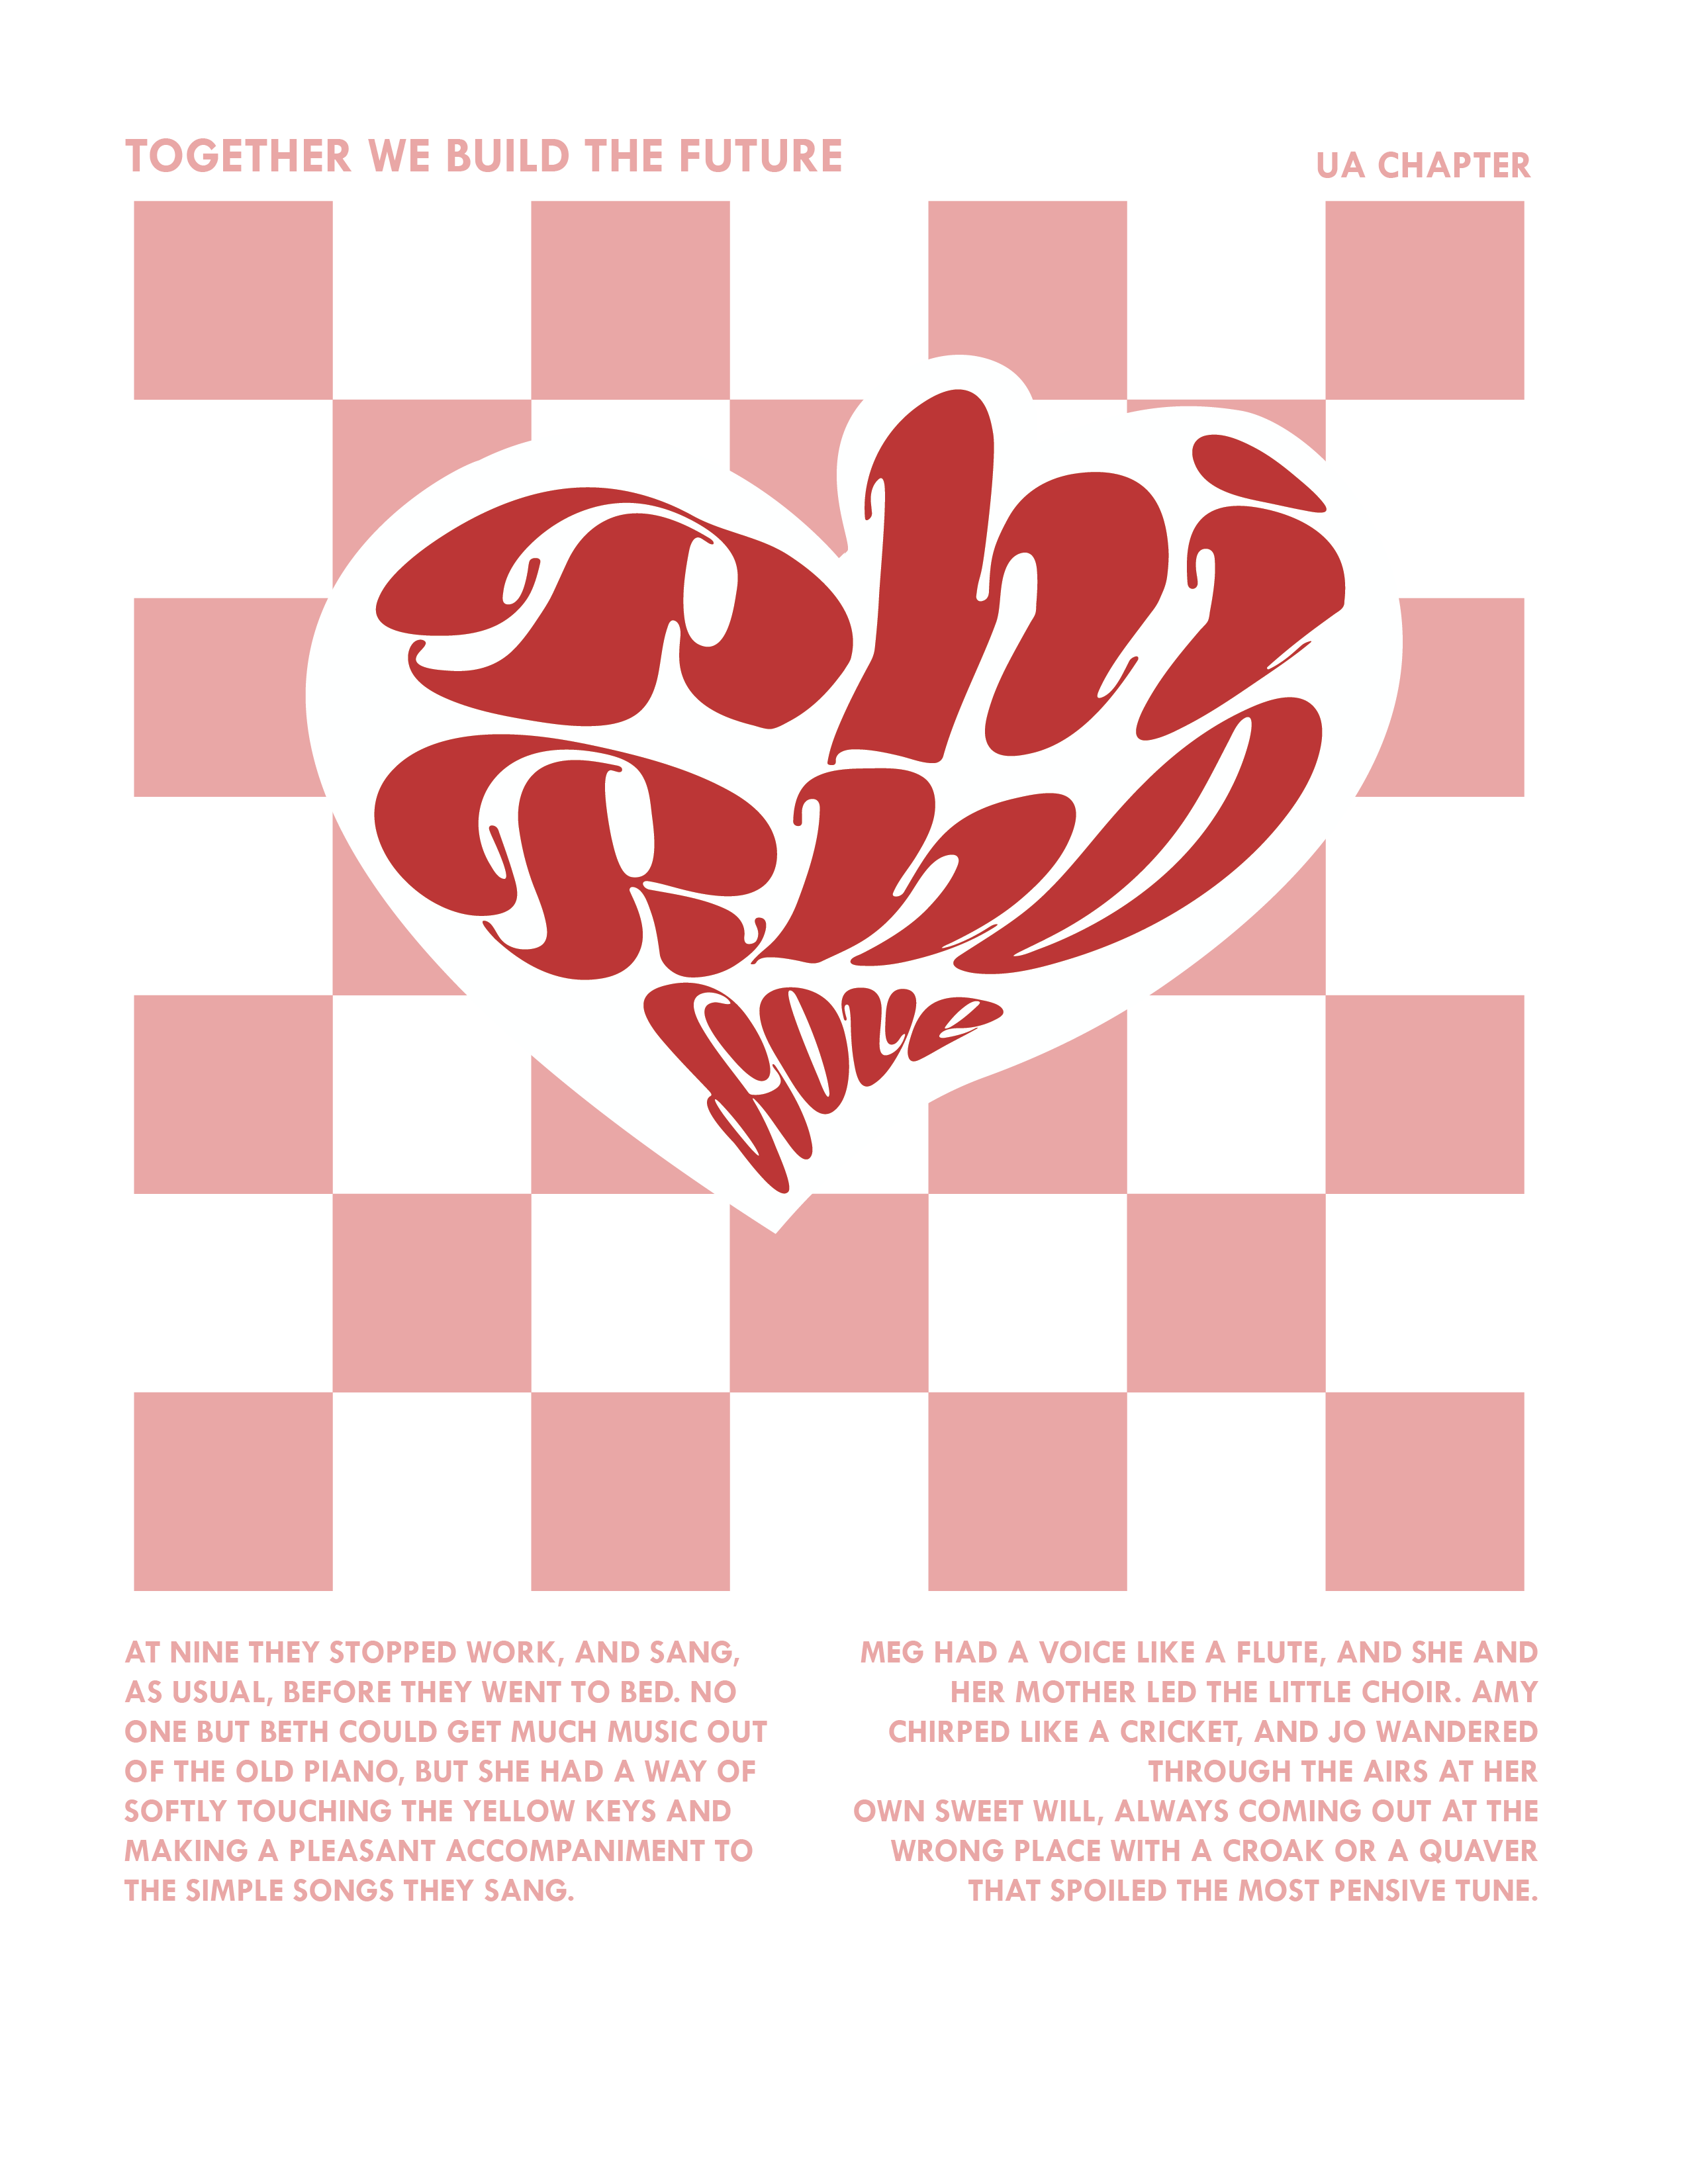 TOGETHER WE BUILD THE FUTURE
UA CHAPTER
Phi
Rho
love
AT NINE THEY STOPPED WORK, AND SANG,
AS USUAL, BEFORE THEY WENT TO BED. NO
ONE BUT BETH COULD GET MUCH MUSIC OUT
OF THE OLD PIANO, BUT SHE HAD A WAY OF
SOFTLY TOUCHING THE YELLOW KEYS AND
MAKING A PLEASANT ACCOMPANIMENT TO
THE SIMPLE SONGS THEY SANG.
MEG HAD A VOICE LIKE A FLUTE, AND SHE AND
HER MOTHER LED THE LITTLE CHOIR. AMY
CHIRPED LIKE A CRICKET, AND JO WANDERED
THROUGH THE AIRS AT HER
OWN SWEET WILL, ALWAYS COMING OUT AT THE
WRONG PLACE WITH A CROAK OR A QUAVER
THAT SPOILED THE MOST PENSIVE TUNE.